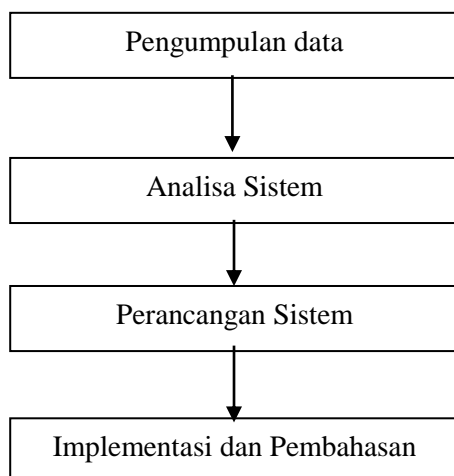 Pengumpulan data
Analisa Sistem
Perancangan Sistem
Implementasi dan Pembahasan